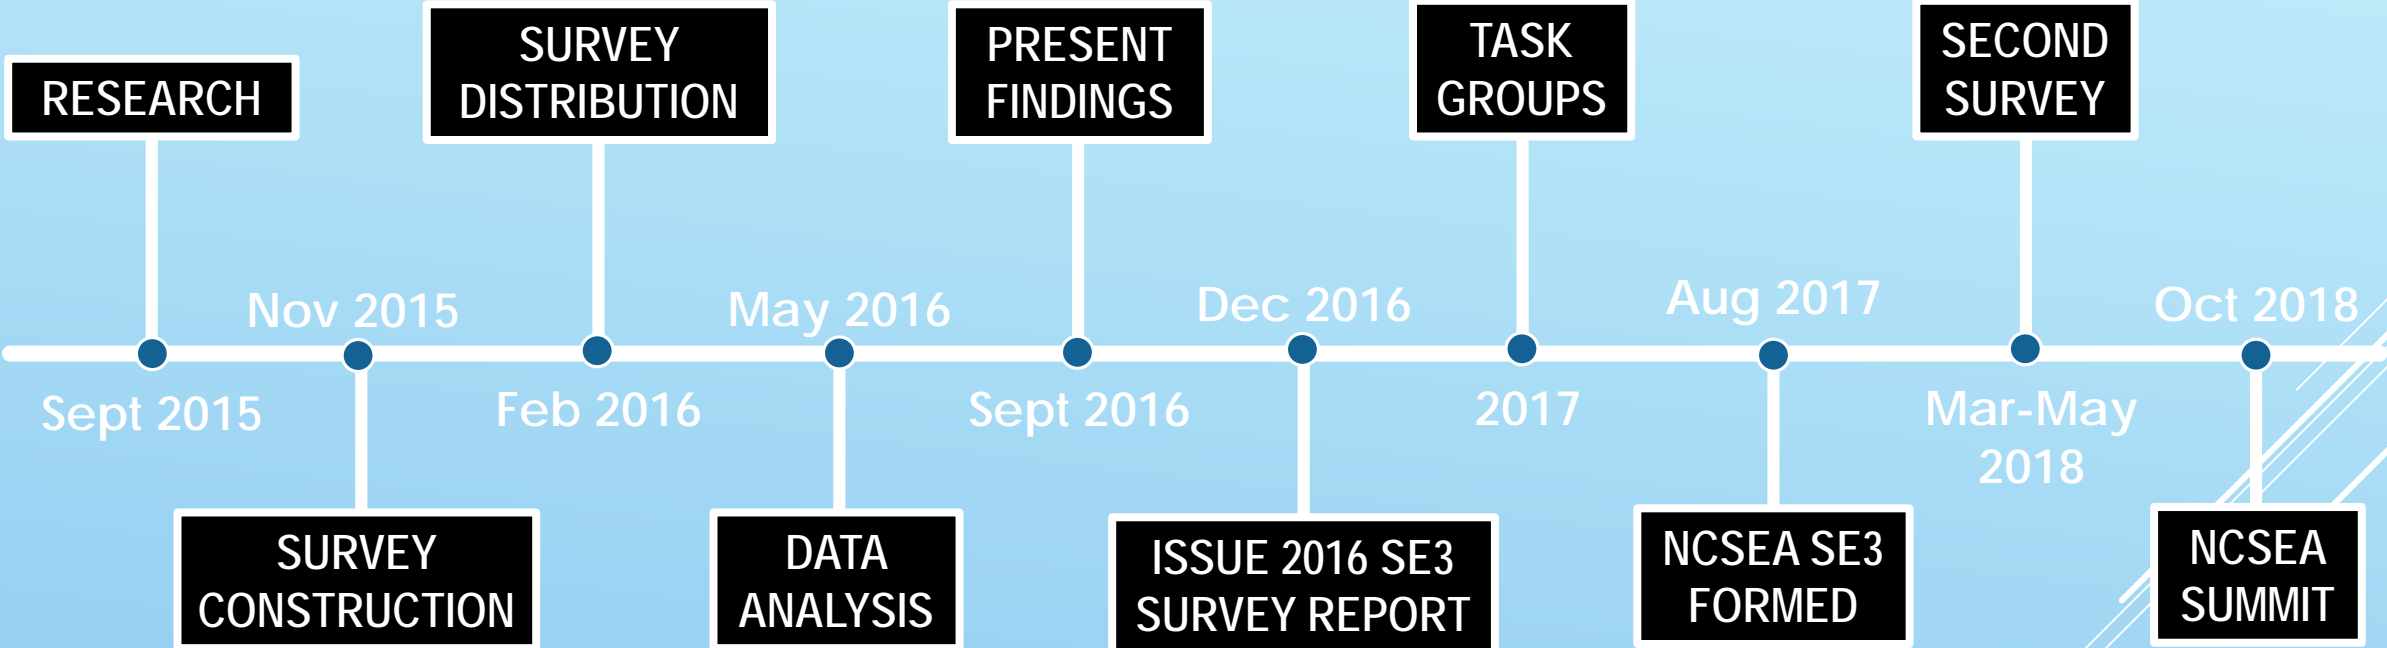 RESEARCH
Sept 2015
Nov 2015
SURVEY
CONSTRUCTION
SURVEY
DISTRIBUTION
Feb 2016
May 2016
DATA
ANALYSIS
PRESENT
FINDINGS
Sept 2016
Dec 2016
ISSUE 2016 SE3
SURVEY REPORT
TASK
GROUPS
2017
Aug 2017
NCSEA SE3
FORMED
SECOND
SURVEY
Mar-May
2018
Oct 2018
NCSEA
SUMMIT